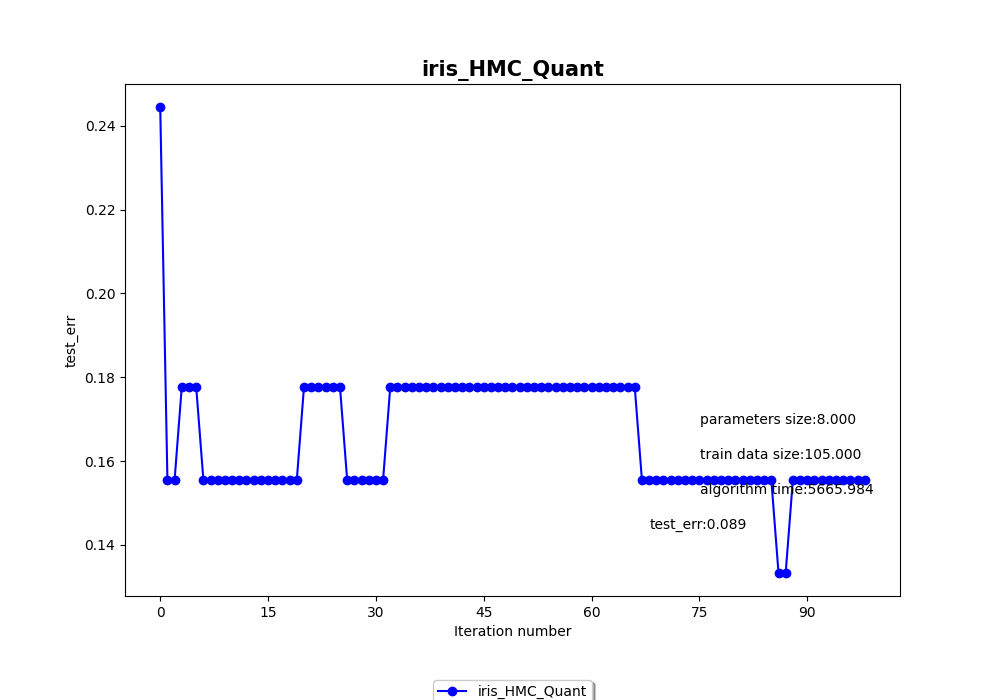 iris_HMC_Quant
0.24
0.22
0.20
0.18
0.16
0.14
test_err
parameters size:8.000
train data size:105.000
algorithm time:5665.984
test_err:0.089
0 15 30 45 60 75 90
Iteration number
iris_HMC_Quant